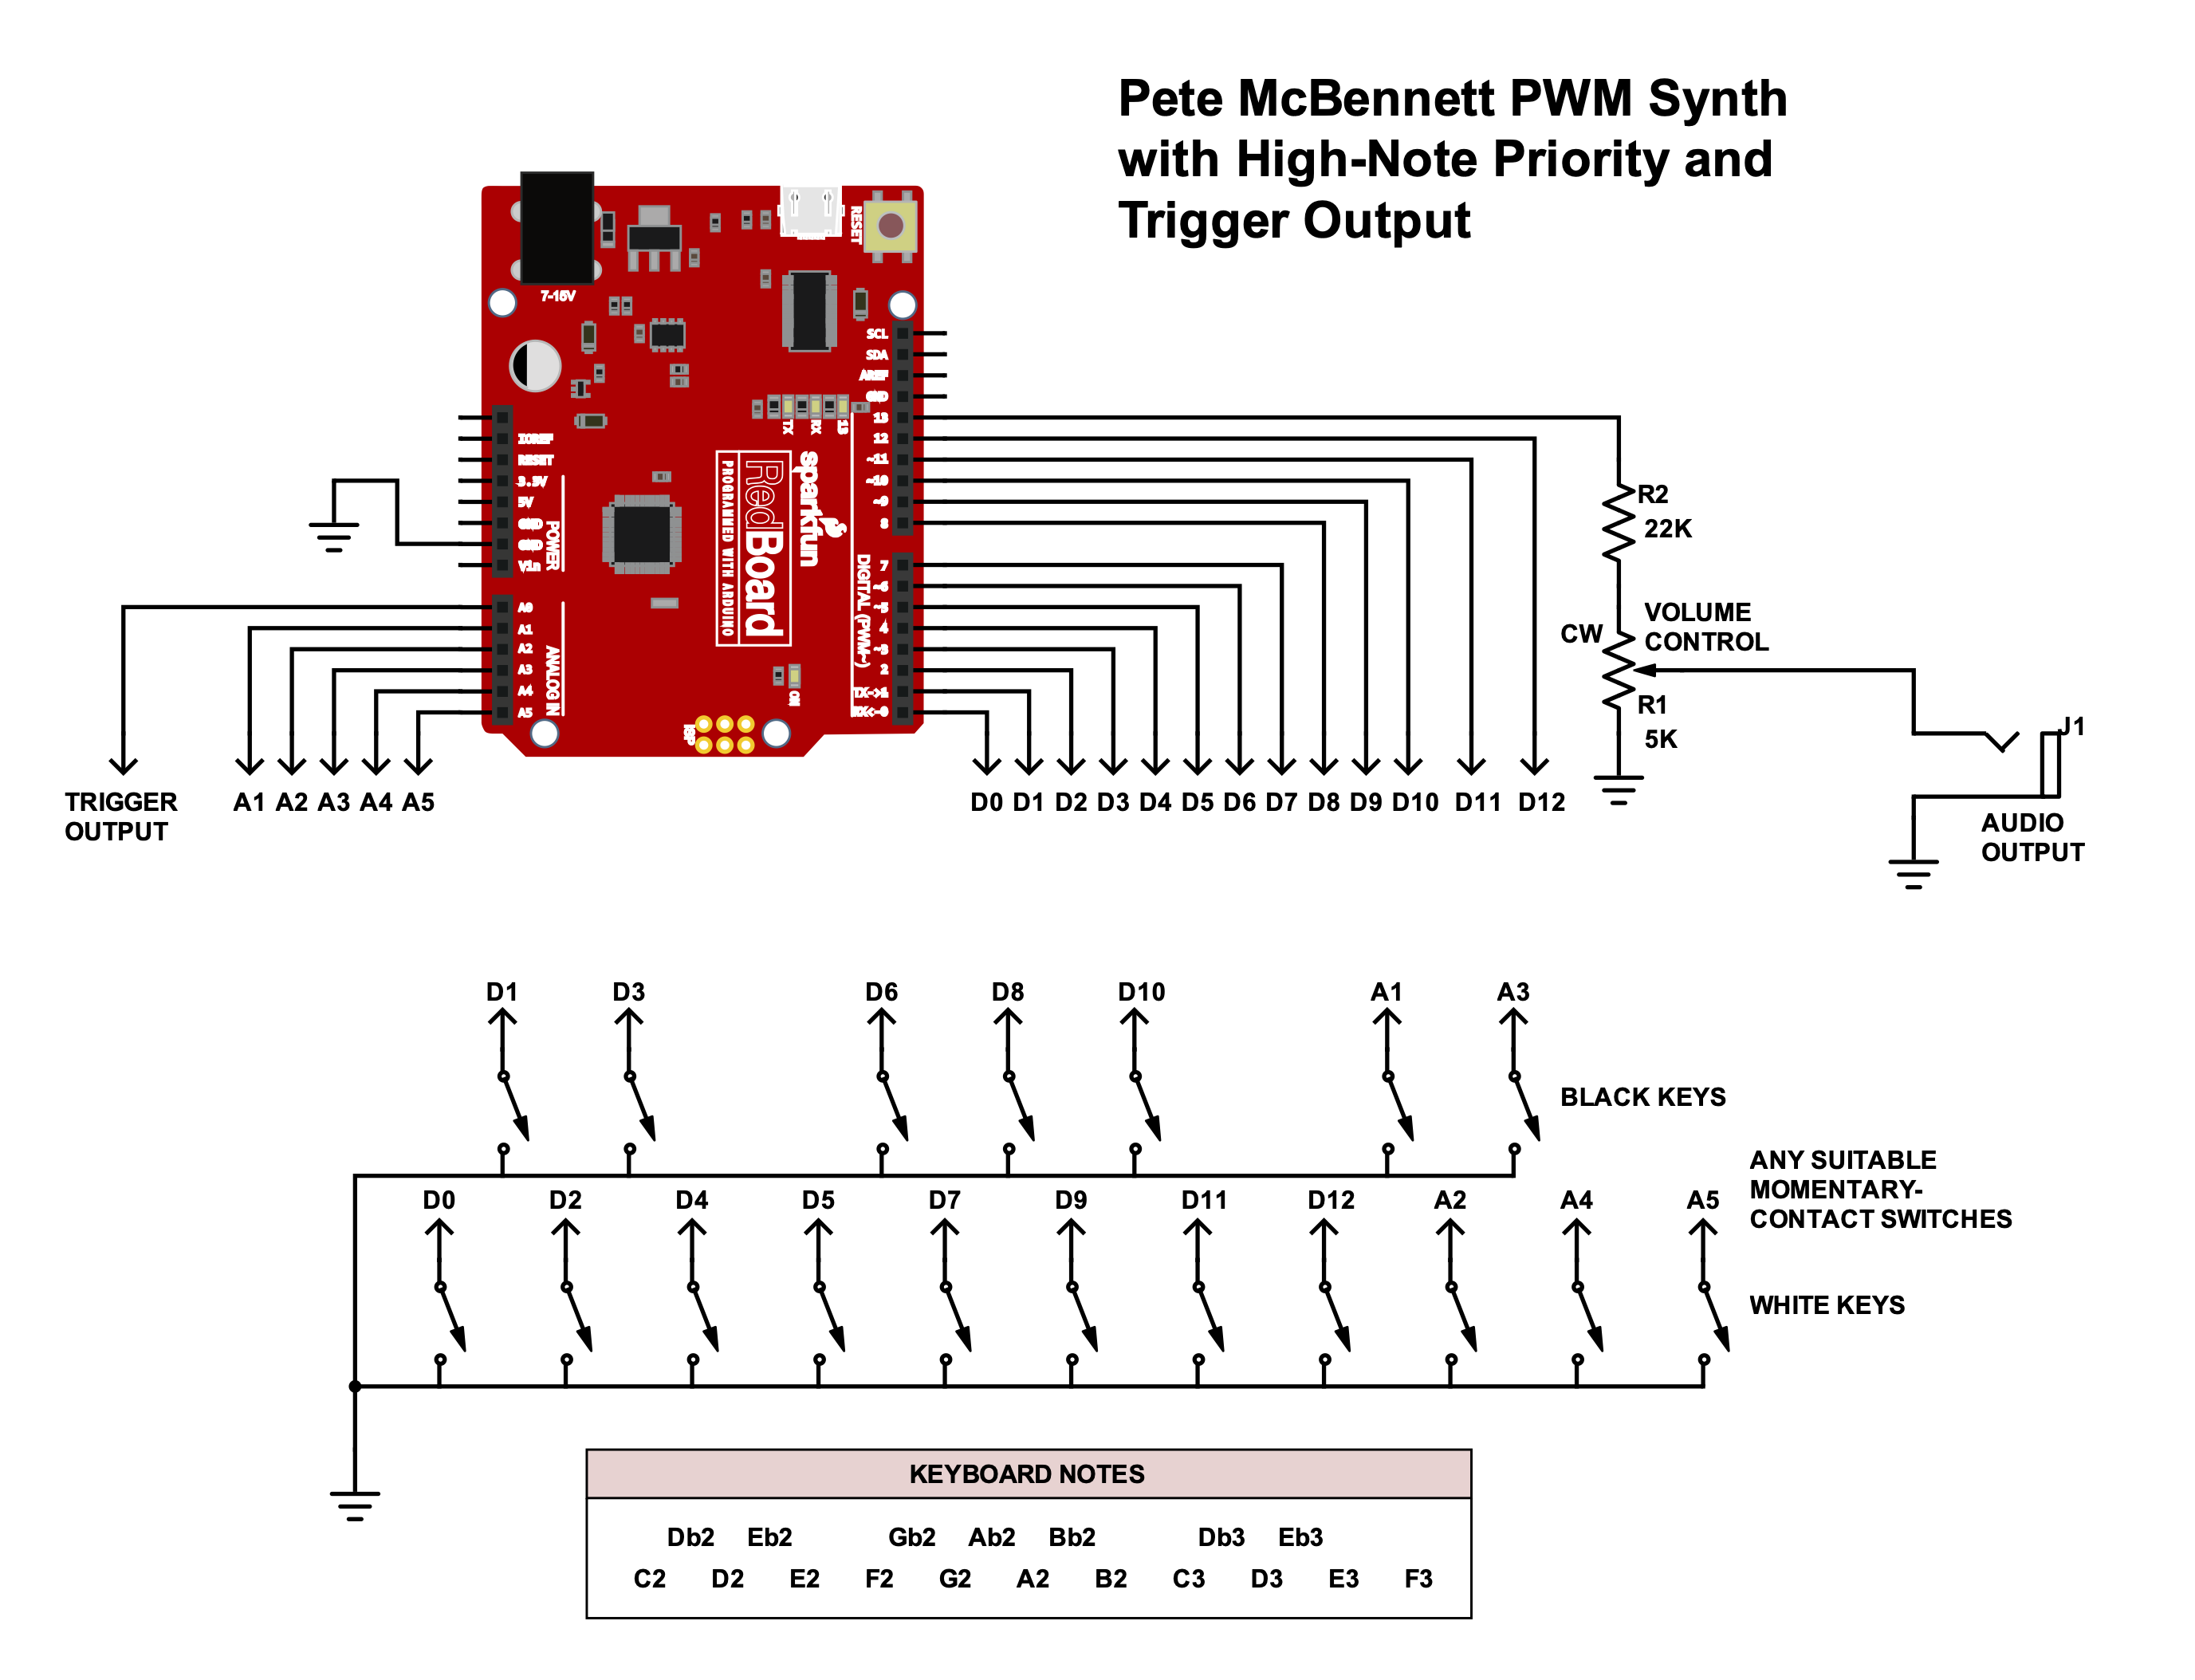 Pete McBennett PWM Synth
with High-Note Priority and
Trigger Output
7-15V
RESET
SCL
SDA
AREF
GND
13
12
~11
~10
~9
8
7
~6
~5
4
~3
2
TX->1
RX<-0
IOREF
RESET
3.3V
5V
GND
GND
Vin
A0
A1
A2
A3
A4
A5
POWER
ANALOG IN
DIGITAL (PWM~)
TX
RX
13
sparkfun
RedBoard
PROGRAMMED WITH ARDUINO
ON
ISP
R2
22K
CW
VOLUME
CONTROL
R1
5K
J1
AUDIO
OUTPUT
TRIGGER
OUTPUT
A1 A2 A3 A4 A5
D0 D1 D2 D3 D4 D5 D6 D7 D8 D9 D10 D11 D12
D1 D3 D6 D8 D10 A1 A3
BLACK KEYS
ANY SUITABLE
MOMENTARY-
CONTACT SWITCHES
D0 D2 D4 D5 D7 D9 D11 D12 A2 A4 A5
WHITE KEYS
KEYBOARD NOTES
Db2 Eb2 Gb2 Ab2 Bb2 Db3 Eb3
C2 D2 E2 F2 G2 A2 B2 C3 D3 E3 F3